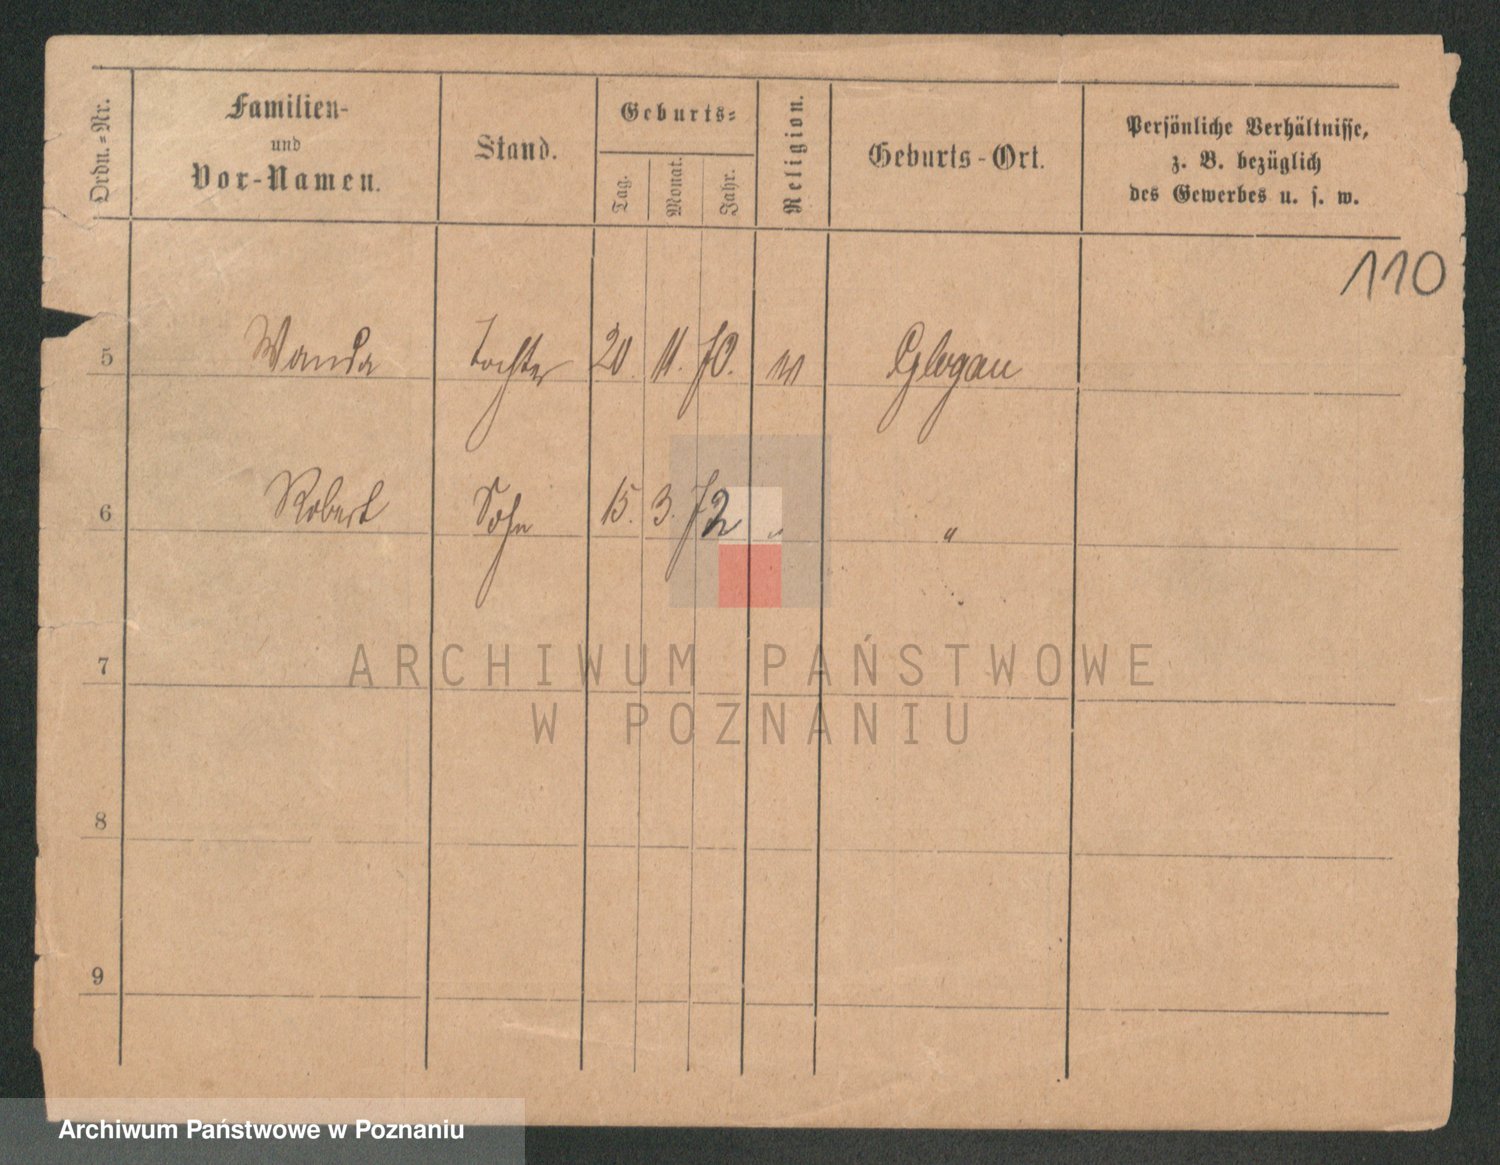 Ordn.-Nr.
Familien-
und
Vor-Namen.
Stand.
Geburts-
Tag.
Monat.
Jahr.
Religion.
Geburts-Ort.
Persönliche Verhältnisse,
z. B. bezüglich
des Gewerbes u. s. w.
110
5 Wanda Tochter 20. 11. 70. Glogau
6 Robert Sohn 15. 3. 72 " "
7
ARCHIWUM PAŃSTWOWE
W POZNANIU
8
9
Archiwum Państwowe w Poznaniu